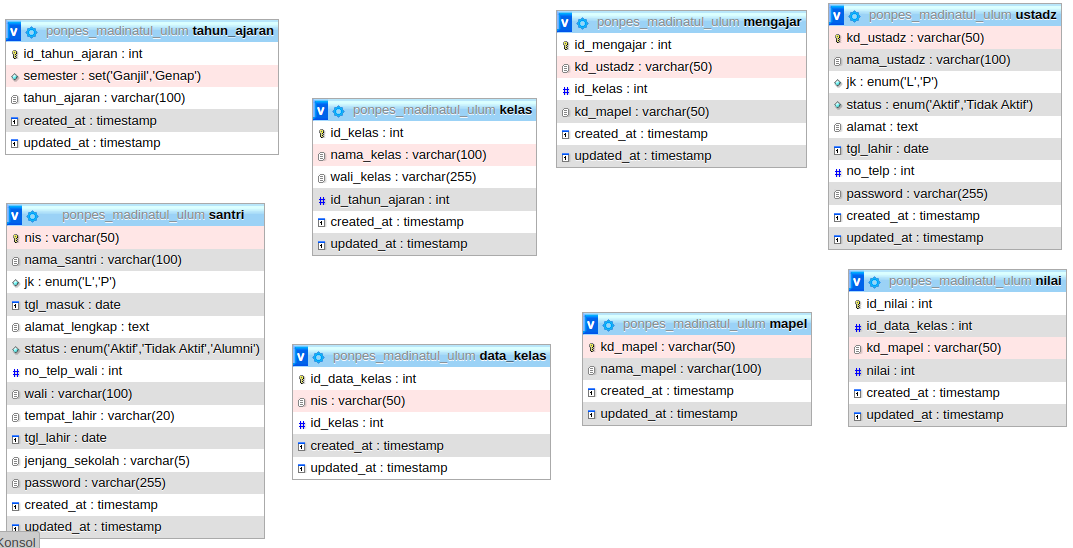 ponpes_madinatul_ulum tahun_ajaran
id_tahun_ajaran : int
semester : set('Ganjil','Genap')
tahun_ajaran : varchar(100)
created_at : timestamp
updated_at : timestamp
ponpes_madinatul_ulum kelas
id_kelas : int
nama_kelas : varchar(100)
wali_kelas : varchar(255)
id_tahun_ajaran : int
created_at : timestamp
updated_at : timestamp
ponpes_madinatul_ulum mengajar
id_mengajar : int
kd_ustadz : varchar(50)
id_kelas : int
kd_mapel : varchar(50)
created_at : timestamp
updated_at : timestamp
ponpes_madinatul_ulum ustadz
kd_ustadz : varchar(50)
nama_ustadz : varchar(100)
jk : enum('L','P')
status : enum('Aktif','Tidak Aktif')
alamat : text
tgl_lahir : date
no_telp : int
password : varchar(255)
created_at : timestamp
updated_at : timestamp
ponpes_madinatul_ulum santri
nis : varchar(50)
nama_santri : varchar(100)
jk : enum('L','P')
tgl_masuk : date
alamat_lengkap : text
status : enum('Aktif','Tidak Aktif','Alumni')
no_telp_wali : int
wali : varchar(100)
tempat_lahir : varchar(20)
tgl_lahir : date
jenjang_sekolah : varchar(5)
password : varchar(255)
created_at : timestamp
updated_at : timestamp
Konsol
ponpes_madinatul_ulum data_kelas
id_data_kelas : int
nis : varchar(50)
id_kelas : int
created_at : timestamp
updated_at : timestamp
ponpes_madinatul_ulum mapel
kd_mapel : varchar(50)
nama_mapel : varchar(100)
created_at : timestamp
updated_at : timestamp
ponpes_madinatul_ulum nilai
id_nilai : int
id_data_kelas : int
kd_mapel : varchar(50)
nilai : int
created_at : timestamp
updated_at : timestamp